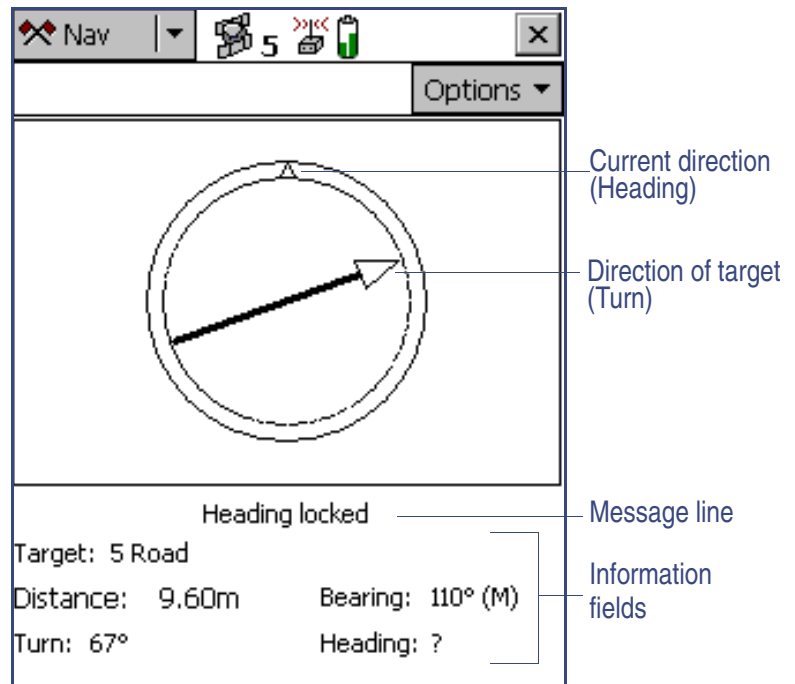 Nav
5
Options
Current direction
(Heading)
Direction of target
(Turn)
Heading locked
Message line
Target: 5 Road
Distance: 9.60m Bearing: 110° (M)
Turn: 67° Heading: ?
Information
fields